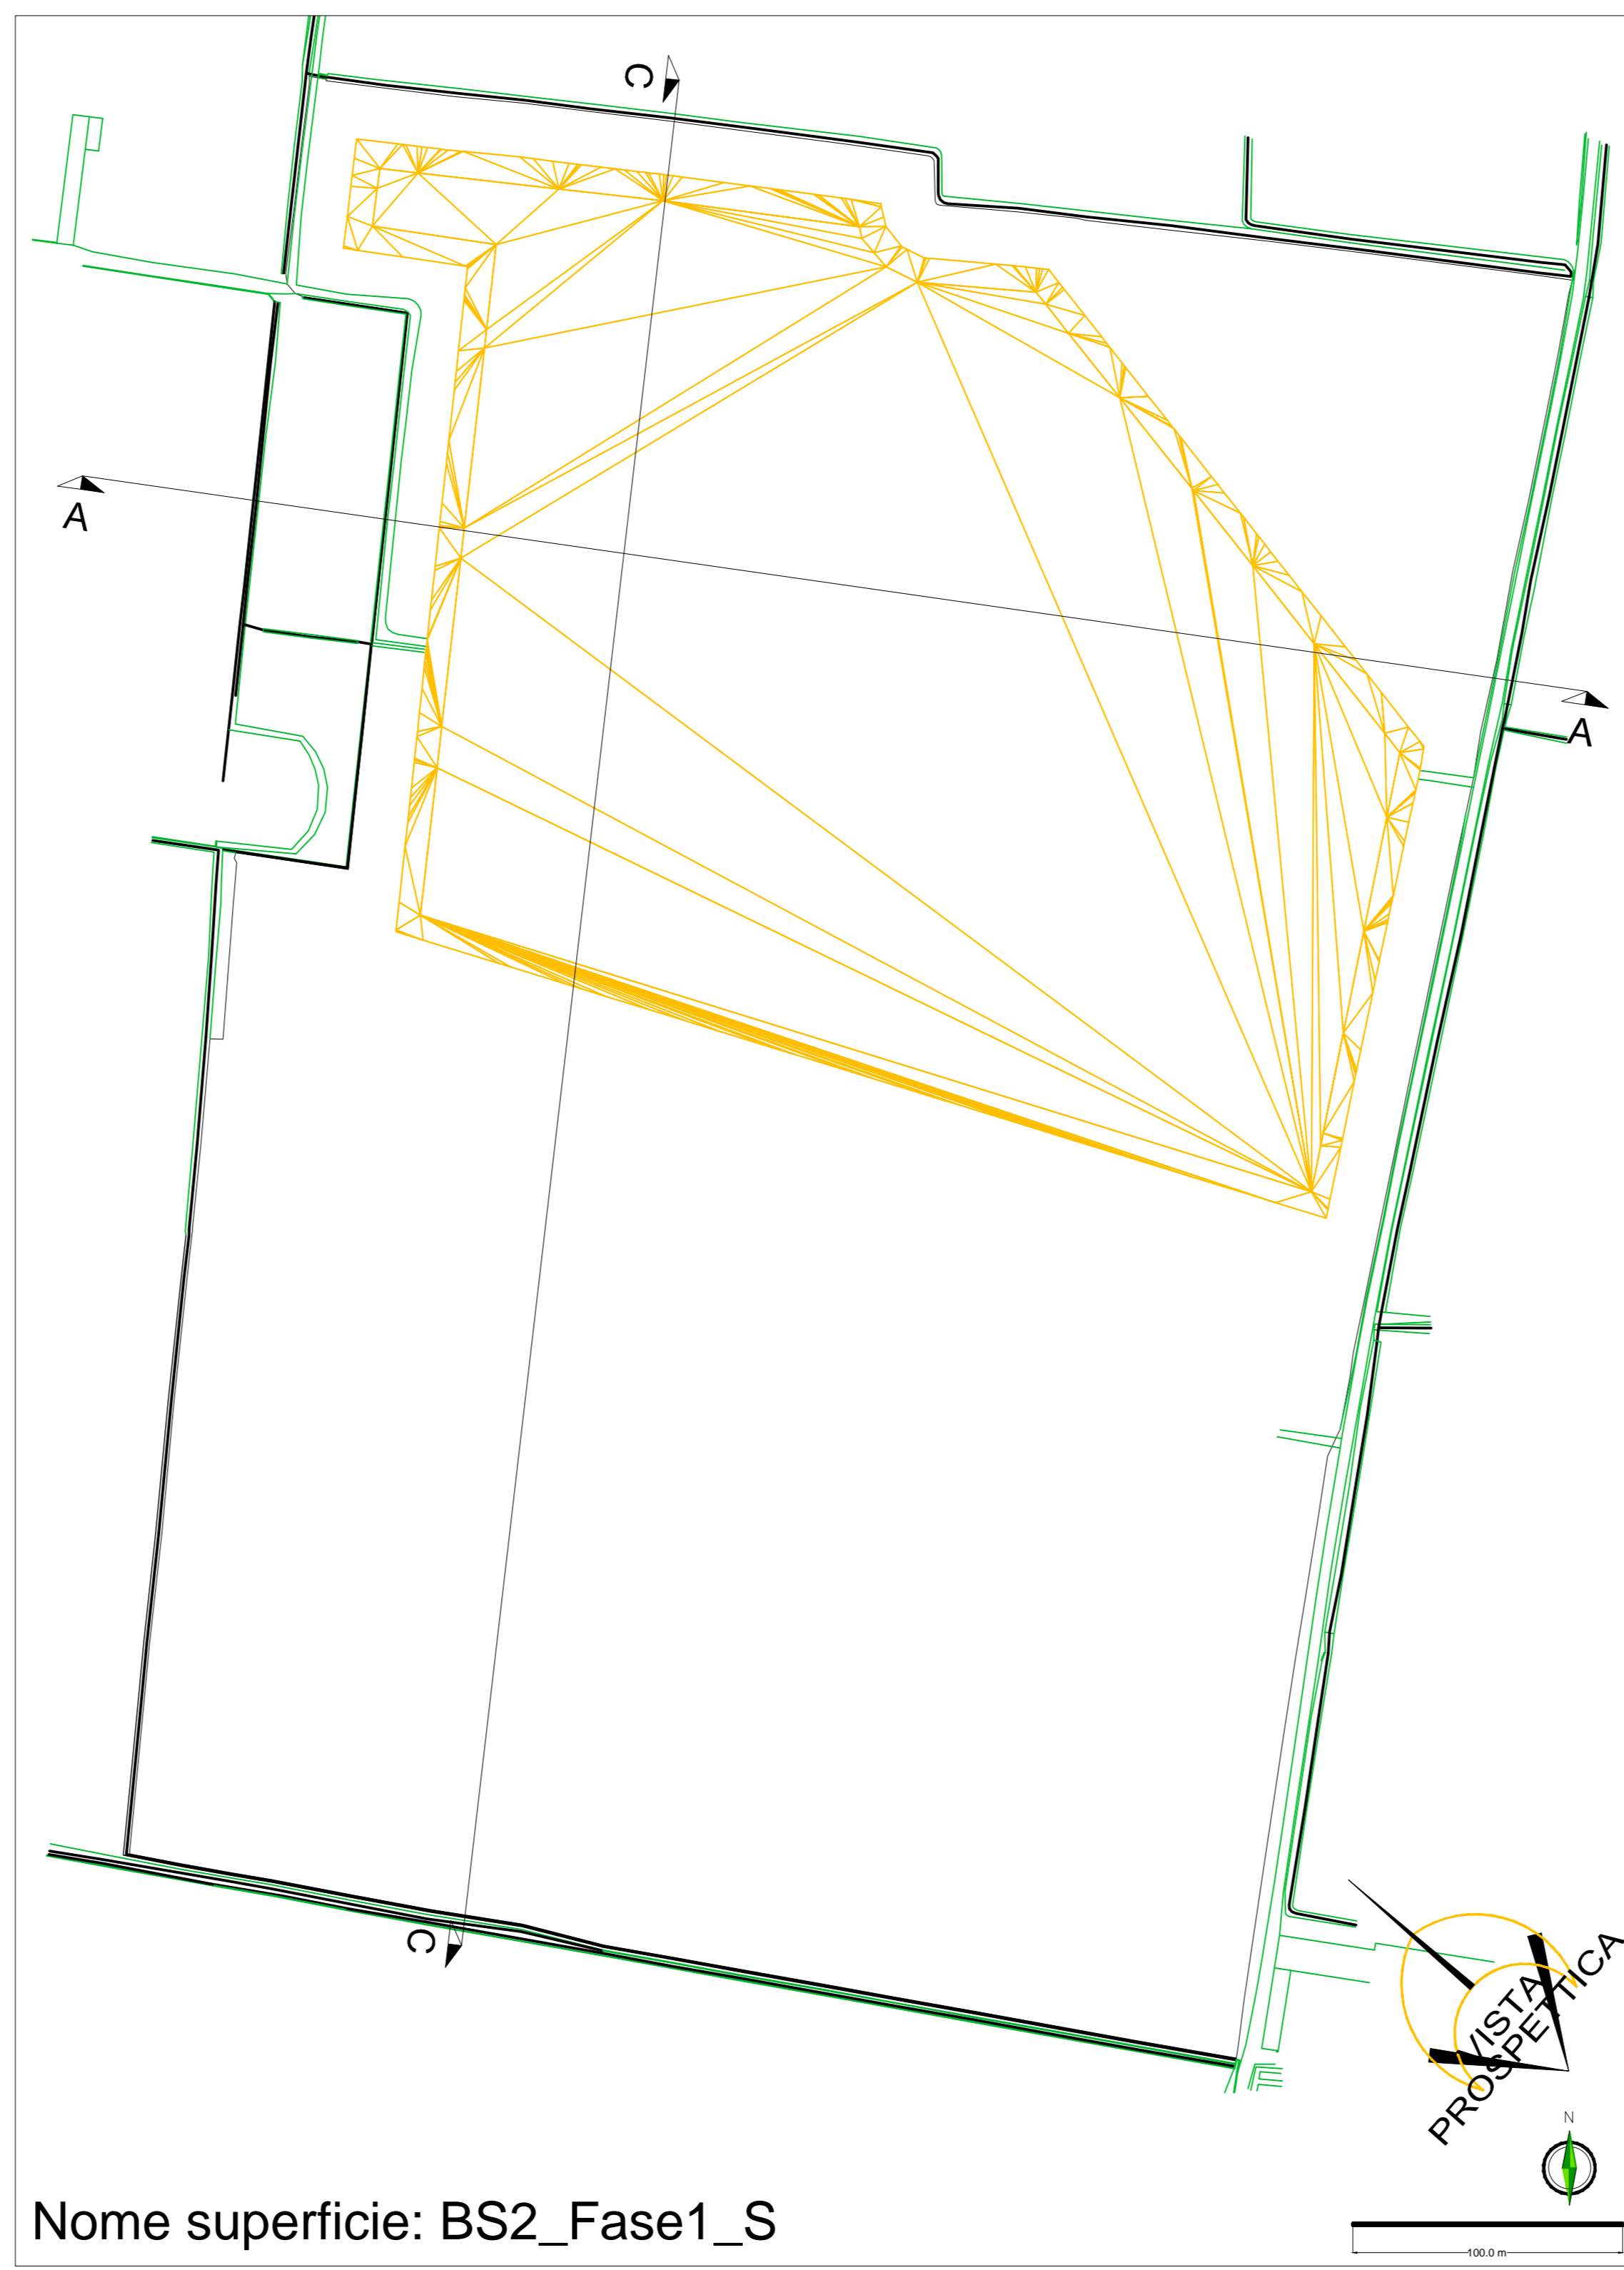 C
A
A
C
VISTA
PROSPETTICA
N
Nome superficie: BS2_Fase1_S
100.0 m